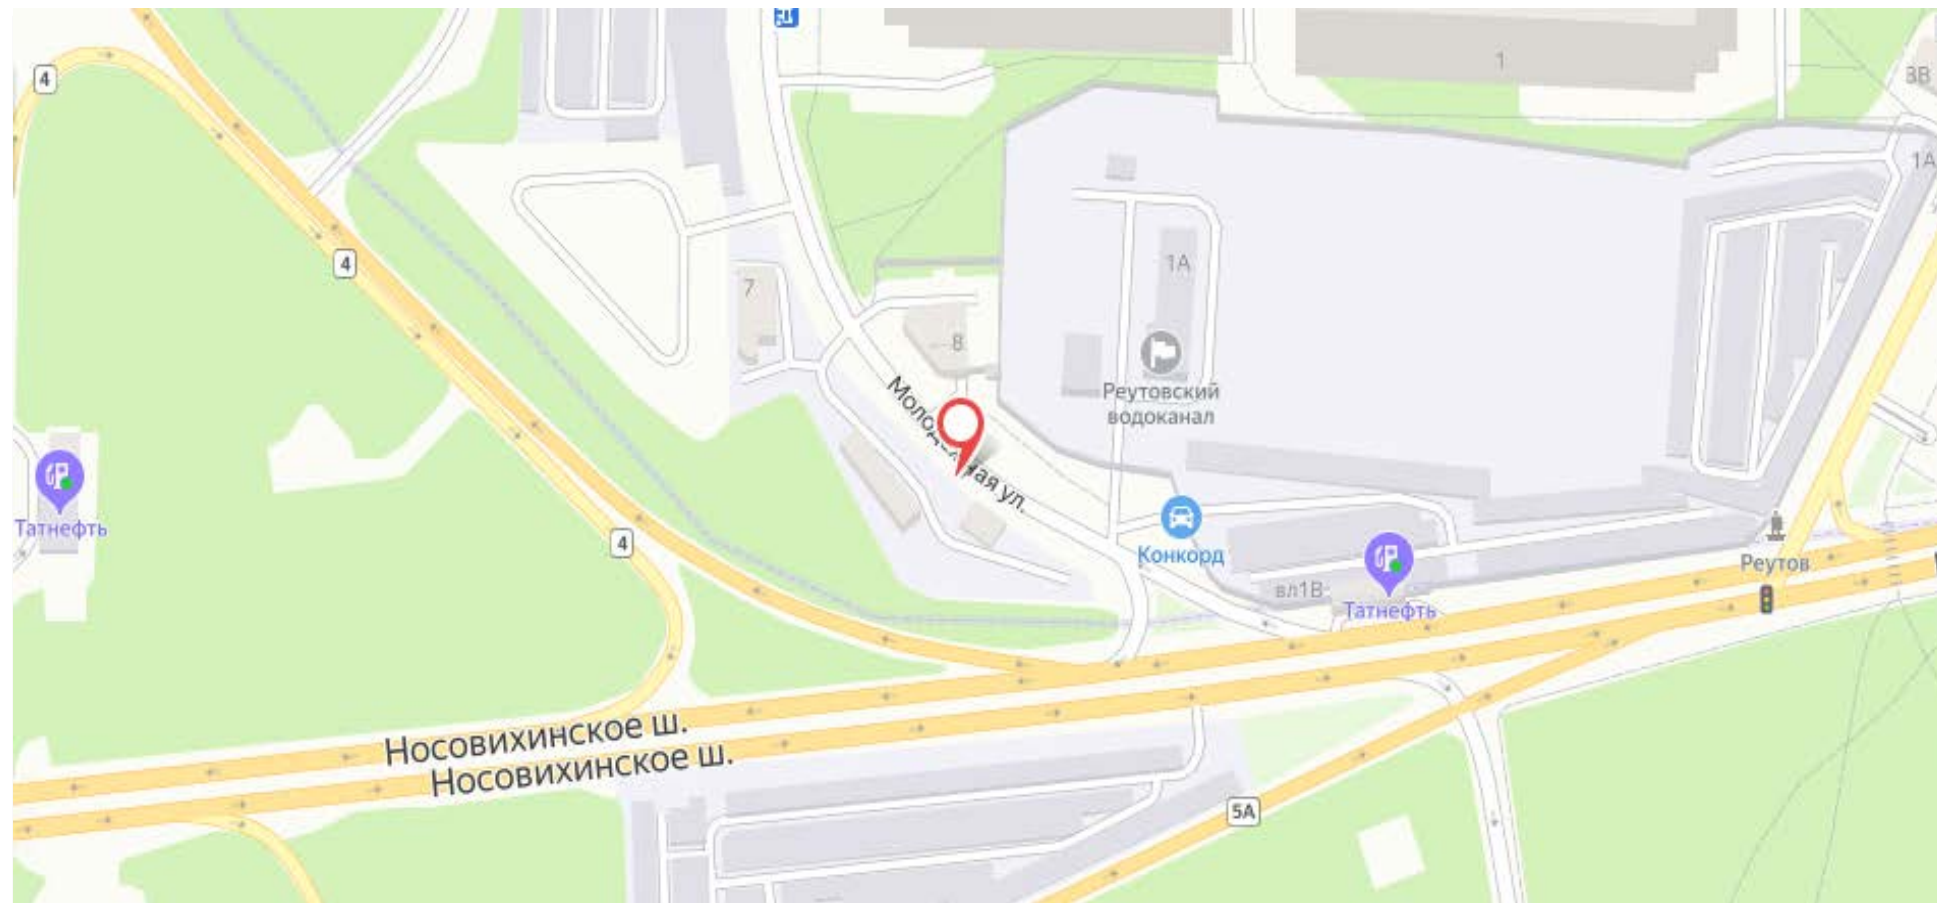 4
1
3В
1А
4
1А
7
8
Реутовский
водоканал
Татнефть
4
Конкорд
Реутов
вл1В
Татнефть
Носовихинское ш.
Носовихинское ш.
5А